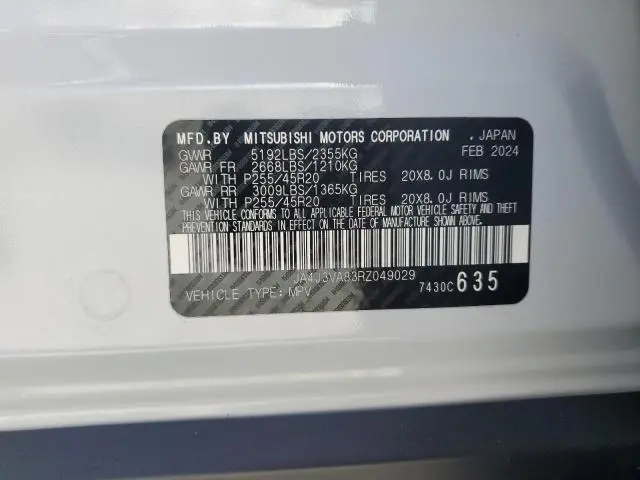 MFD.BY MITSUBISHI MOTORS CORPORATION . JAPAN
GVWR 5192LBS/2355KG FEB 2024
GAWR FR 2668LBS/1210KG
WITH P255/45R20 TIRES 20X8.0J RIMS
GAWR RR 3009LBS/1365KG
WITH P255/45R20 TIRES 20X8.0J RIMS
THIS VEHICLE CONFORMS TO ALL APPLICABLE FEDERAL MOTOR VEHICLE SAFETY AND THEFT
PREVENTION STANDARDS IN EFFECT ON THE DATE OF MANUFACTURE SHOWN ABOVE.
JA4J3VA83RZ049029
VEHICLE TYPE: MPV 7430C 635